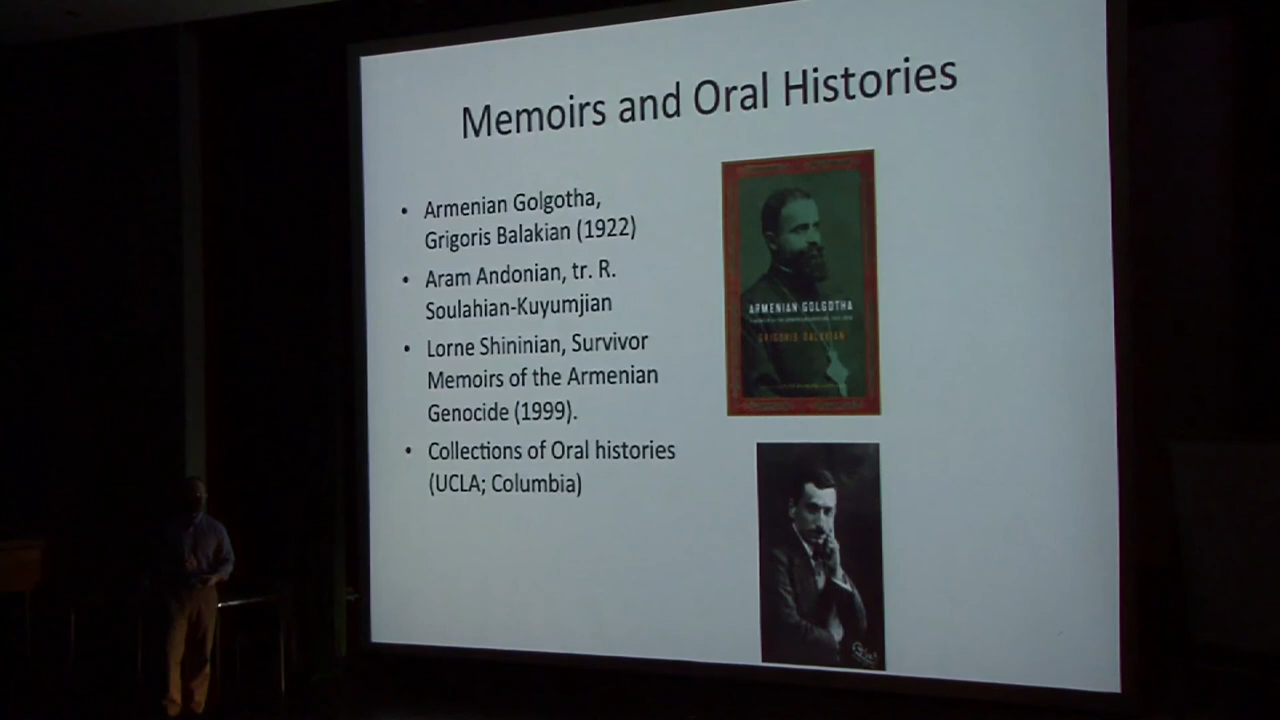 Memoirs and Oral Histories
• Armenian Golgotha,
Grigoris Balakian (1922)
• Aram Andonian, tr. R.
Soulahian-Kuyumjian
• Lorne Shininian, Survivor
Memoirs of the Armenian
Genocide (1999).
• Collections of Oral histories
(UCLA; Columbia)
ARMENIAN GOLGOTHA
GRIGORIS BALAKIAN